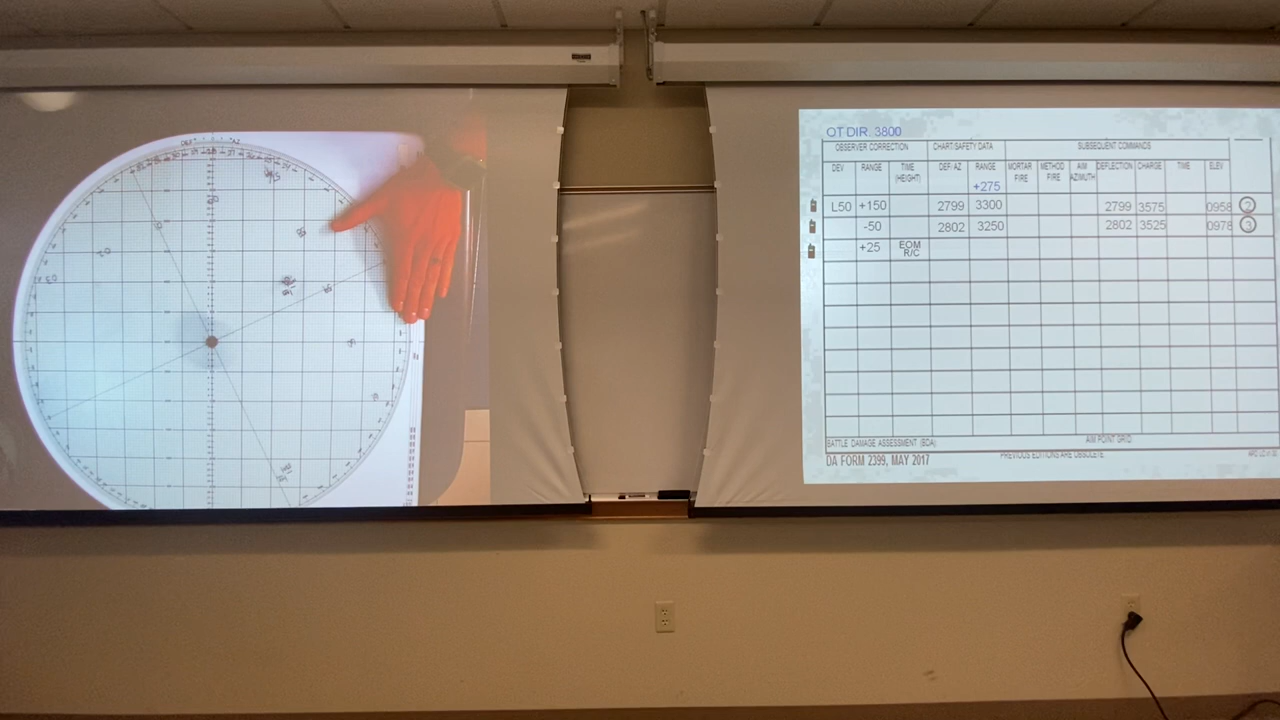 OT DIR. 3800
OBSERVER CORRECTION CHART/SAFETY DATA SUBSEQUENT COMMANDS
DEV RANGE TIME (HEIGHT) DEF/ AZ RANGE MORTAR FIRE METHOD FIRE AIM AZIMUTH DEFLECTION CHARGE TIME ELEV
+275
L50 +150 2799 3300 2799 3575 0958 2
-50 2802 3250 2802 3525 0978 3
+25 EOM R/C
BATTLE DAMAGE ASSESSMENT (BDA) AIM POINT GRID
DA FORM 2399, MAY 2017 PREVIOUS EDITIONS ARE OBSOLETE